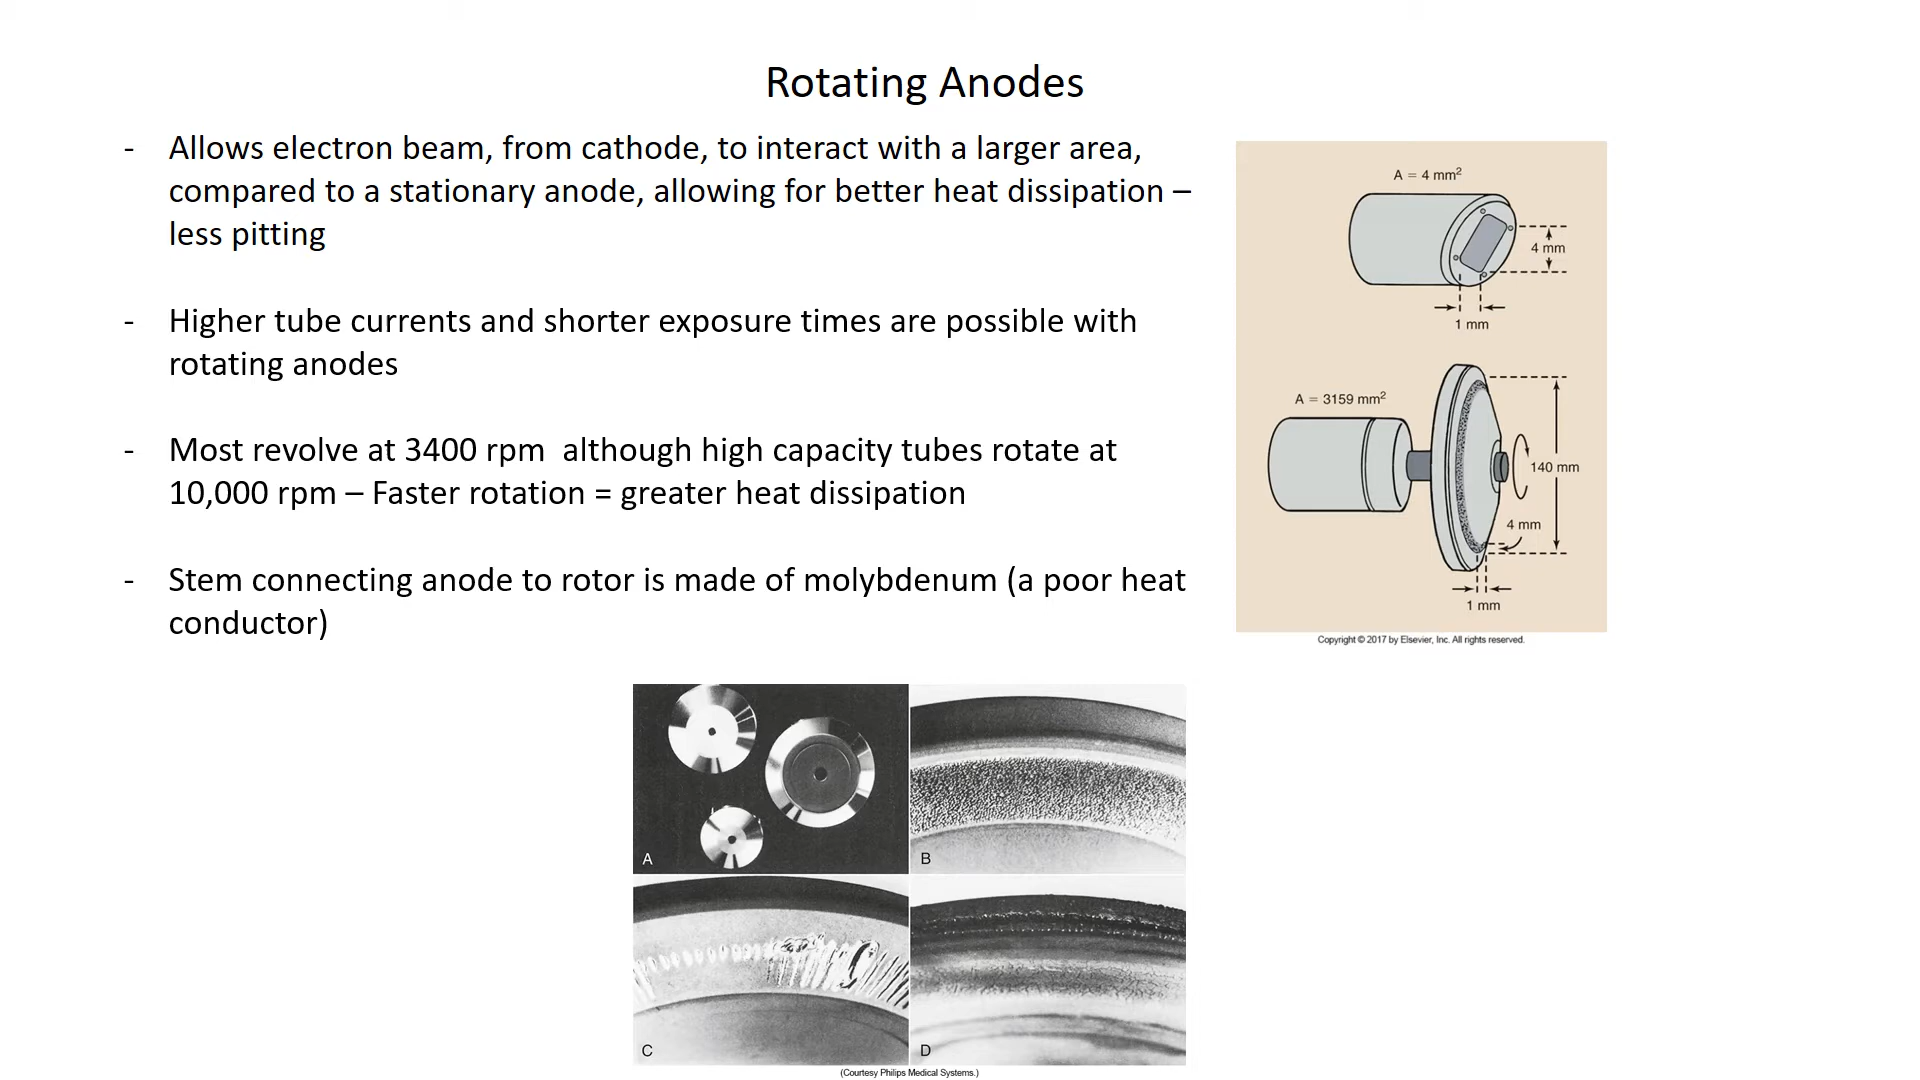 Rotating Anodes
- Allows electron beam, from cathode, to interact with a larger area,
compared to a stationary anode, allowing for better heat dissipation –
less pitting
- Higher tube currents and shorter exposure times are possible with
rotating anodes
- Most revolve at 3400 rpm  although high capacity tubes rotate at
10,000 rpm – Faster rotation = greater heat dissipation
- Stem connecting anode to rotor is made of molybdenum (a poor heat
conductor)
A = 4 mm²
4 mm
1 mm
A = 3159 mm²
140 mm
4 mm
1 mm
Copyright © 2017 by Elsevier, Inc. All rights reserved.
A
B
C
D
(Courtesy Philips Medical Systems.)